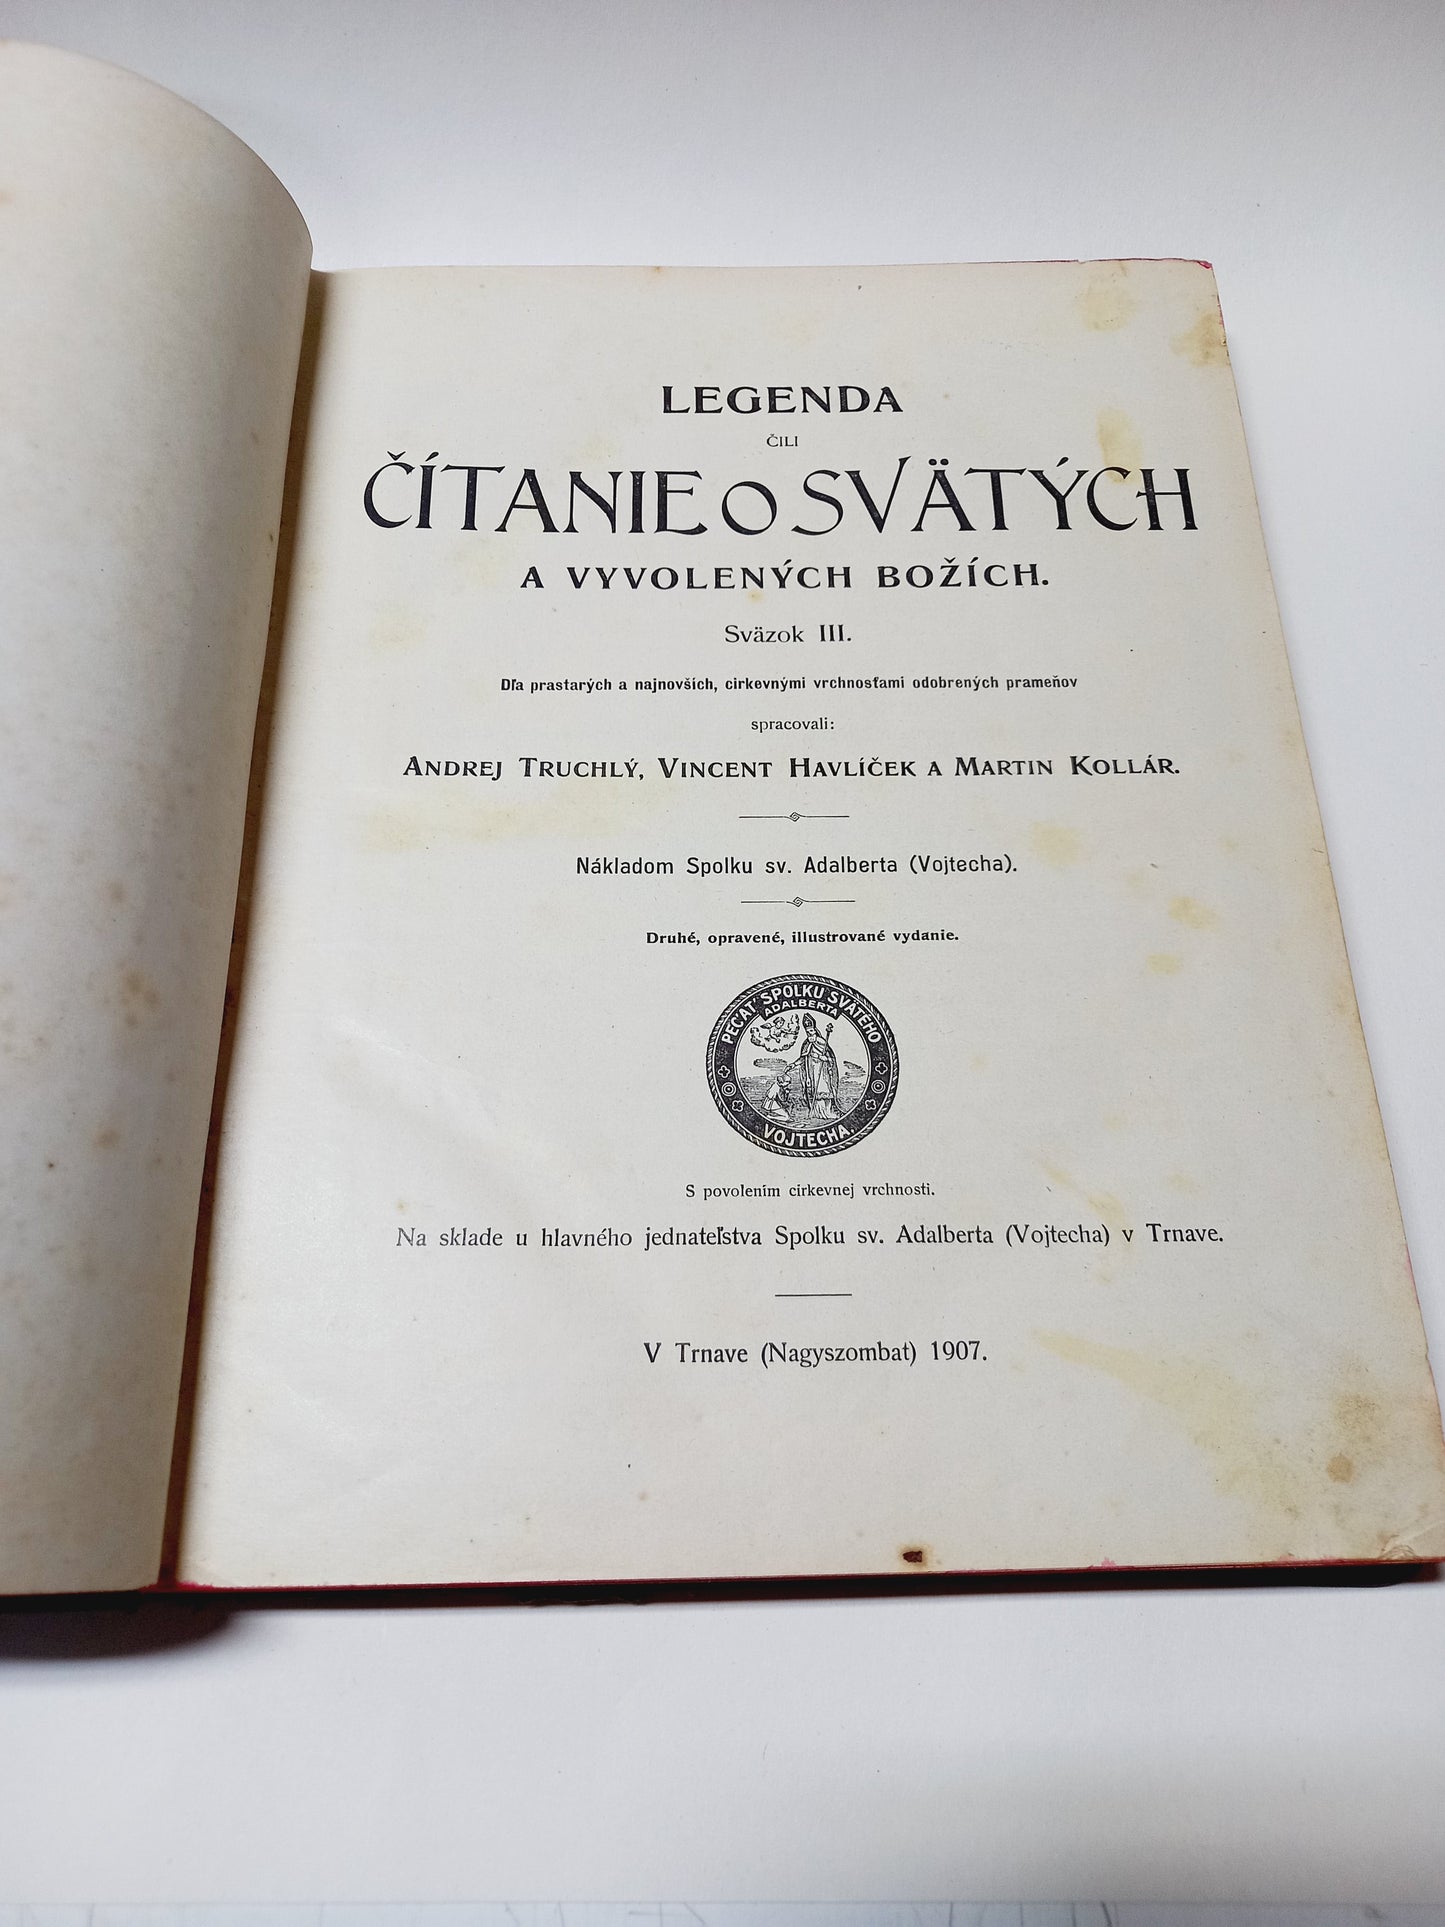 LEGENDA
ČILI
ČÍTANIE O SVÄTÝCH
A VYVOLENÝCH BOŽÍCH.
Sväzok III.
Dľa prastarých a najnovších, cirkevnými vrchnosťami odobrených prameňov
spracovali:
ANDREJ TRUCHLÝ, VINCENT HAVLÍČEK A MARTIN KOLLÁR.
Nákladom Spolku sv. Adalberta (Vojtecha).
Druhé, opravené, illustrované vydanie.
PEČAŤ SPOLKU SVÄTÉHO
ADALBERTA
VOJTECHA.
S povolením cirkevnej vrchnosti.
Na sklade u hlavného jednateľstva Spolku sv. Adalberta (Vojtecha) v Trnave.
V Trnave (Nagyszombat) 1907.